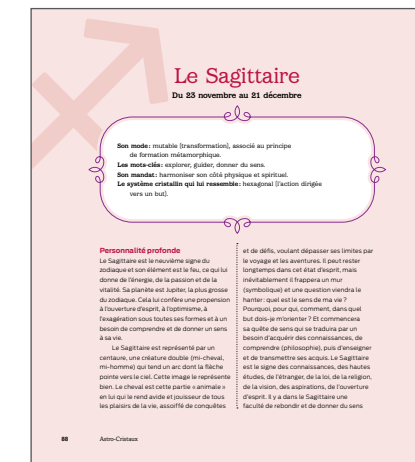 Le Sagittaire
Du 23 novembre au 21 décembre
Son mode : mutable (transformation), associé au principe
de formation métamorphique.
Les mots-clés : explorer, guider, donner du sens.
Son mandat : harmoniser son côté physique et spirituel.
Le système cristallin qui lui ressemble : hexagonal (l'action dirigée
vers un but).
Personnalité profonde
Le Sagittaire est le neuvième signe du
zodiaque et son élément est le feu, ce qui lui
donne de l'énergie, de la passion et de la
vitalité. Sa planète est Jupiter, la plus grosse
du zodiaque. Cela lui confère une propension
à l'ouverture d'esprit, à l'optimisme, à
l'exagération sous toutes ses formes et à un
besoin de comprendre et de donner un sens
à sa vie.
Le Sagittaire est représenté par un
centaure, une créature double (mi-cheval,
mi-homme) qui tend un arc dont la flèche
pointe vers le ciel. Cette image le représente
bien. Le cheval est cette partie « animale »
en lui qui le rend avide et jouisseur de tous
les plaisirs de la vie, assoiffé de conquêtes
et de défis, voulant dépasser ses limites par
le voyage et les aventures. Il peut rester
longtemps dans cet état d'esprit, mais
inévitablement il frappera un mur
(symbolique) et une question viendra le
hanter : quel est le sens de ma vie ?
Pourquoi, pour qui, comment, dans quel
but dois-je m'orienter ? Et commencera
sa quête de sens qui se traduira par un
besoin d'acquérir des connaissances, de
comprendre (philosophie), puis d'enseigner
et de transmettre ses acquis. Le Sagittaire
est le signe des connaissances, des hautes
études, de l'étranger, de la loi, de la religion,
de la vision, des aspirations, de l'ouverture
d'esprit. Il y a dans le Sagittaire une
faculté de rebondir et de donner du sens
88 Astro-Cristaux